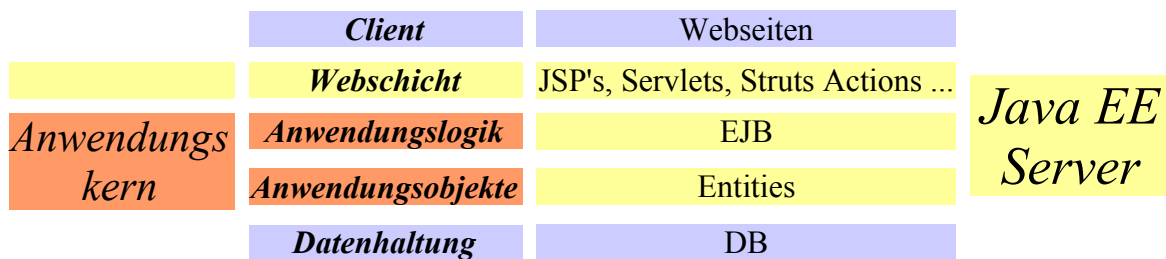 Client Webseiten
Webschicht JSP's, Servlets, Struts Actions ...
Anwendungs
kern
Anwendungslogik EJB
Anwendungsobjekte Entities
Java EE
Server
Datenhaltung DB